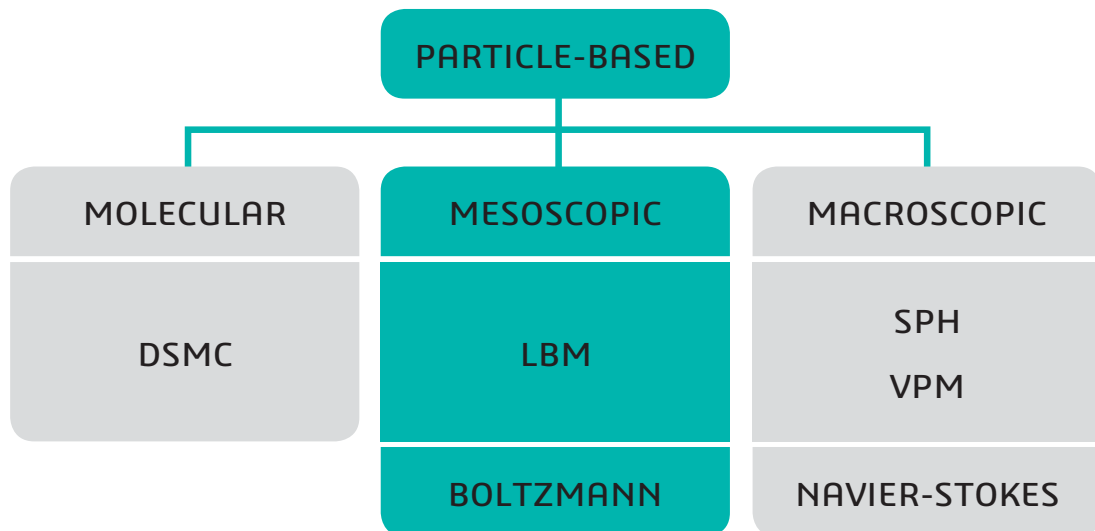 PARTICLE-BASED
MOLECULAR
MESOSCOPIC
MACROSCOPIC
DSMC
LBM
SPH
VPM
BOLTZMANN
NAVIER-STOKES